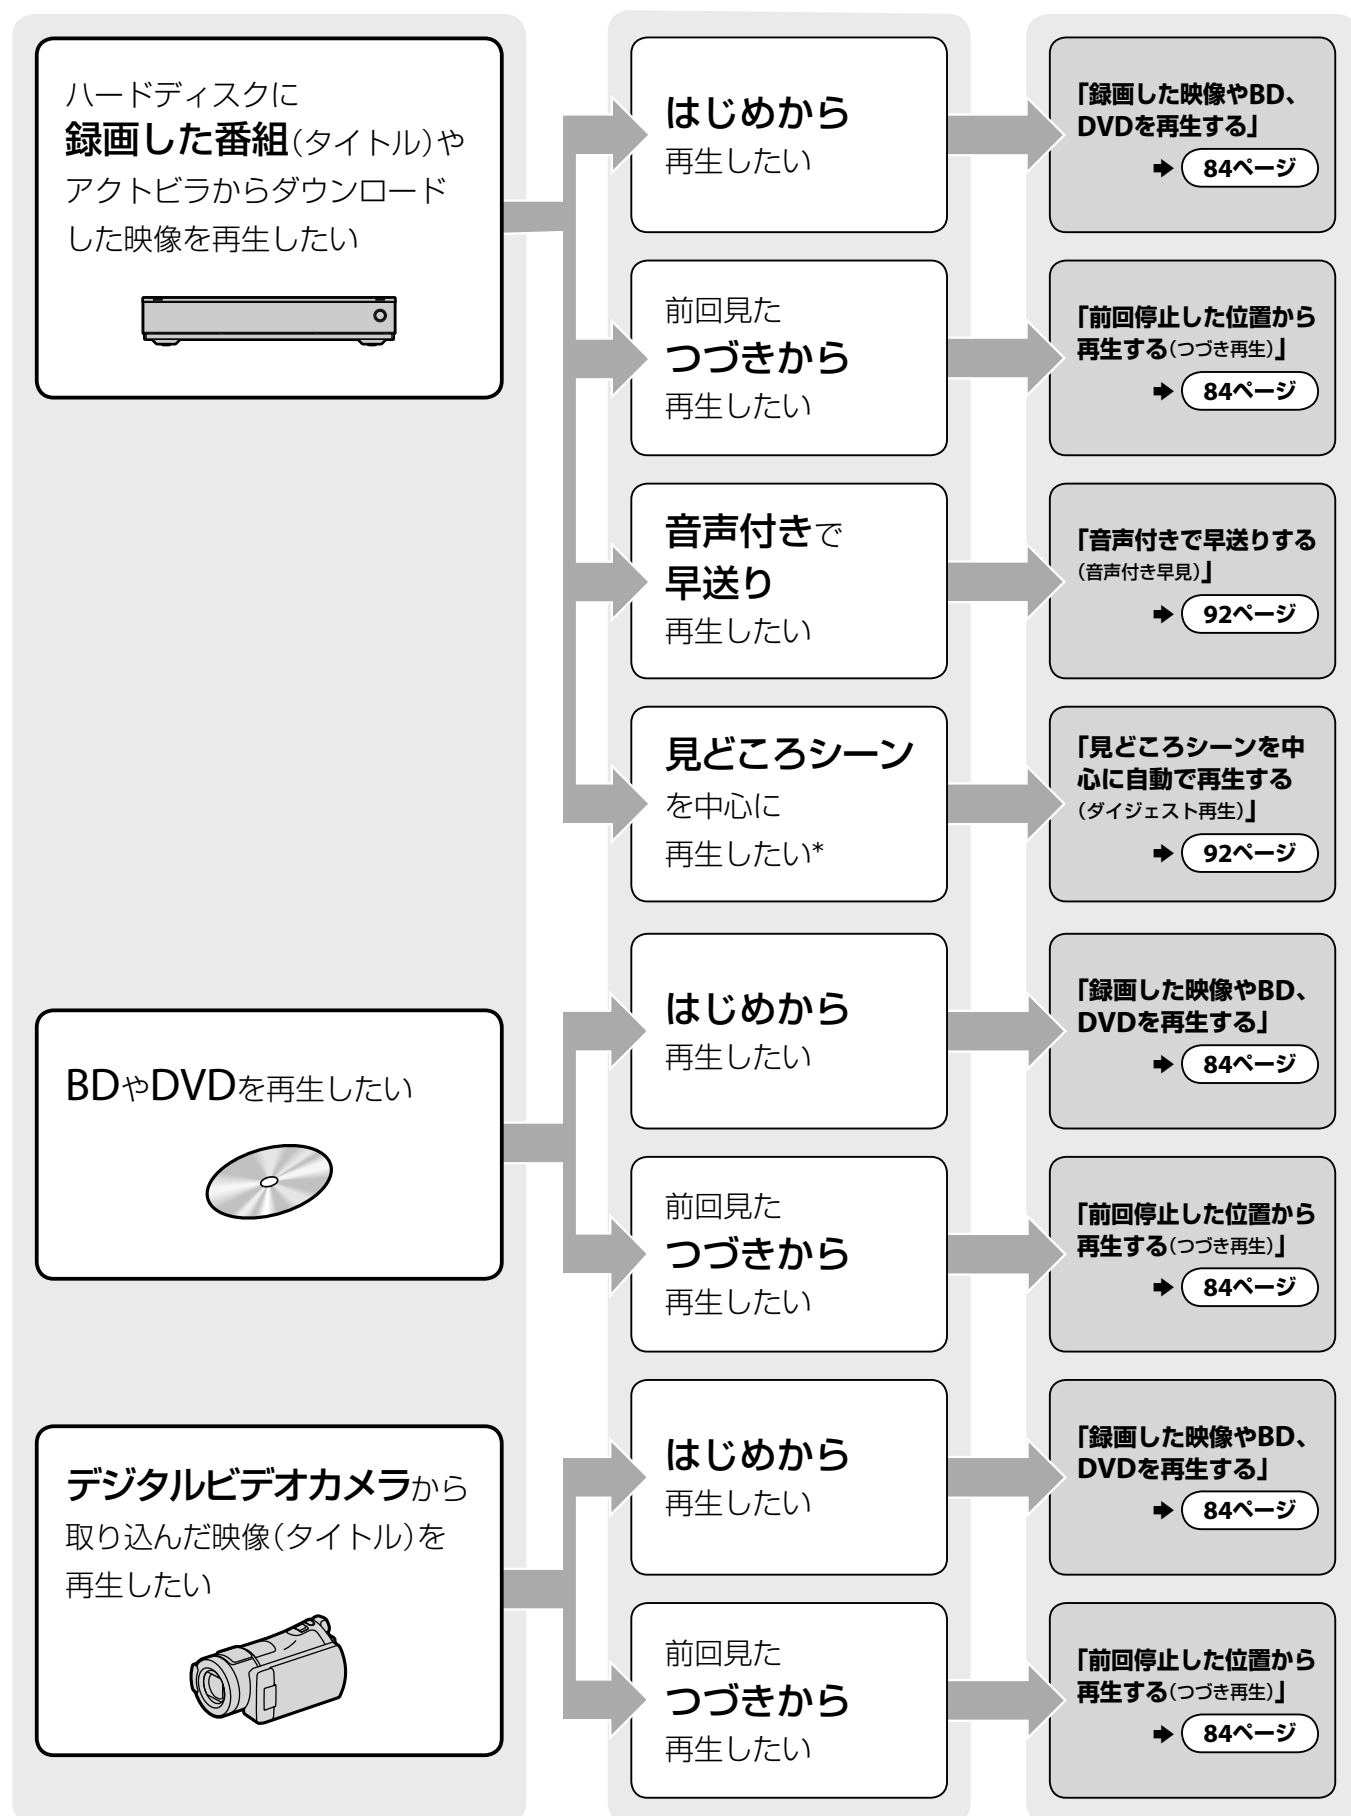 ハードディスクに
録画した番組(タイトル)や
アクトビラからダウンロード
した映像を再生したい
はじめから
再生したい
「録画した映像やBD、
DVDを再生する」
➡ 84ページ
前回見た
つづきから
再生したい
「前回停止した位置から
再生する(つづき再生)」
➡ 84ページ
音声付きで
早送り
再生したい
「音声付きで早送りする
(音声付き早見)」
➡ 92ページ
見どころシーン
を中心に
再生したい*
「見どころシーンを中
心に自動で再生する
(ダイジェスト再生)」
➡ 92ページ
BDやDVDを再生したい
はじめから
再生したい
「録画した映像やBD、
DVDを再生する」
➡ 84ページ
前回見た
つづきから
再生したい
「前回停止した位置から
再生する(つづき再生)」
➡ 84ページ
デジタルビデオカメラから
取り込んだ映像(タイトル)を
再生したい
はじめから
再生したい
「録画した映像やBD、
DVDを再生する」
➡ 84ページ
前回見た
つづきから
再生したい
「前回停止した位置から
再生する(つづき再生)」
➡ 84ページ